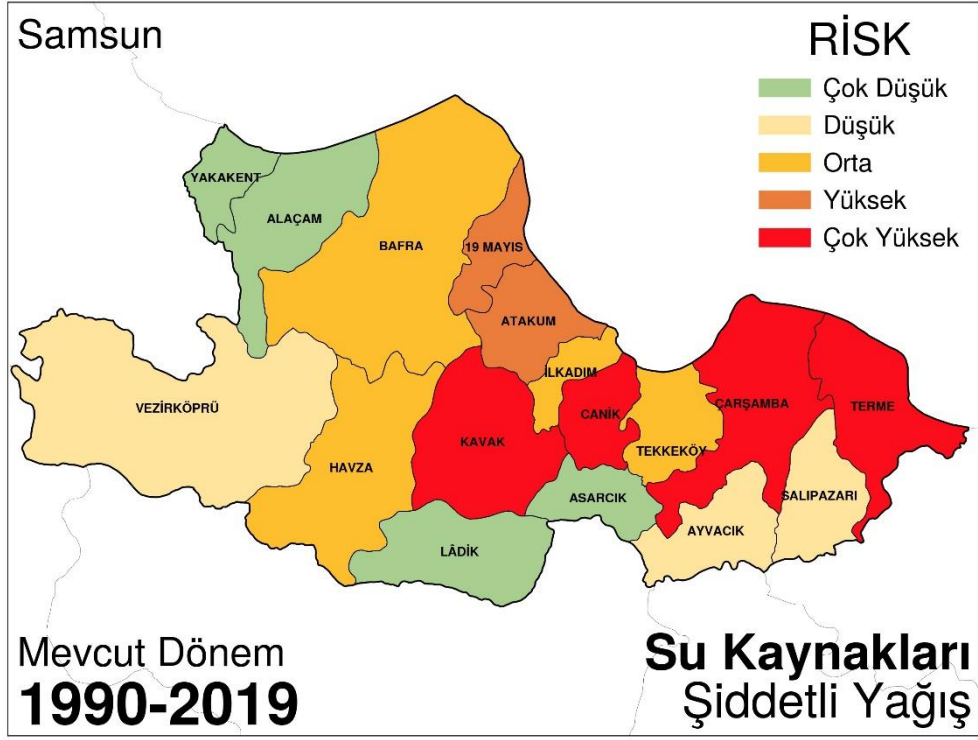 Samsun
RİSK
Çok Düşük
Düşük
Orta
Yüksek
Çok Yüksek
YAKAKENT
ALAÇAM
BAFRA
19 MAYIS
ATAKUM
İLKADIM
VEZİRKÖPRÜ
HAVZA
KAVAK
CANİK
TEKKEKÖY
ÇARŞAMBA
TERME
ASARCIK
SALIPAZARI
AYVACIK
LÂDİK
Mevcut Dönem
1990-2019
Su Kaynakları
Şiddetli Yağış